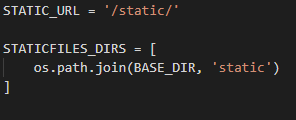 STATIC_URL = '/static/'
STATICFILES_DIRS = [
    os.path.join(BASE_DIR, 'static')
]